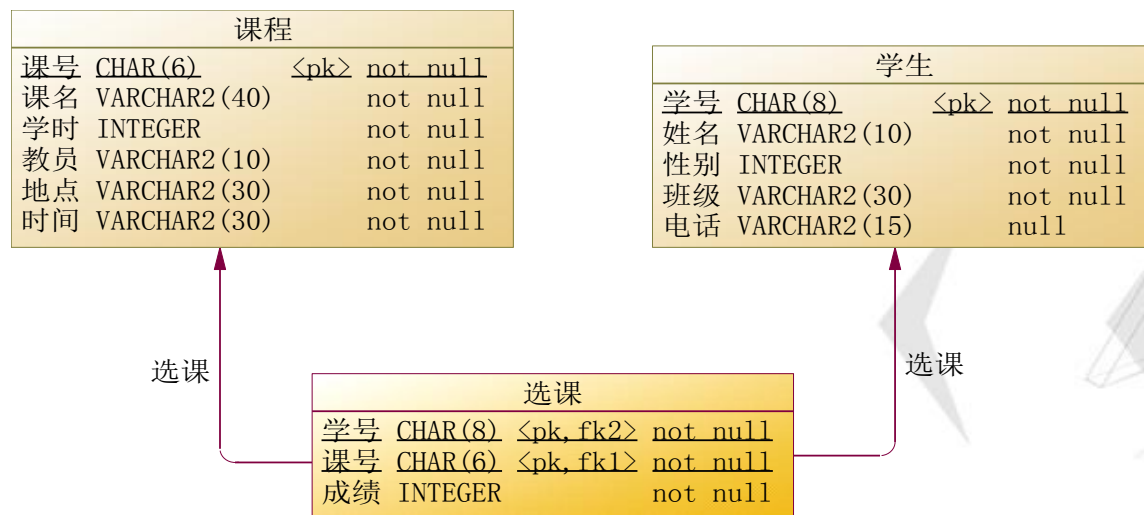 课程
课号 CHAR(6) <pk> not null
课名 VARCHAR2(40) not null
学时 INTEGER not null
教员 VARCHAR2(10) not null
地点 VARCHAR2(30) not null
时间 VARCHAR2(30) not null
学生
学号 CHAR(8) <pk> not null
姓名 VARCHAR2(10) not null
性别 INTEGER not null
班级 VARCHAR2(30) not null
电话 VARCHAR2(15) null
选课
选课
选课
学号 CHAR(8) <pk,fk2> not null
课号 CHAR(6) <pk,fk1> not null
成绩 INTEGER not null